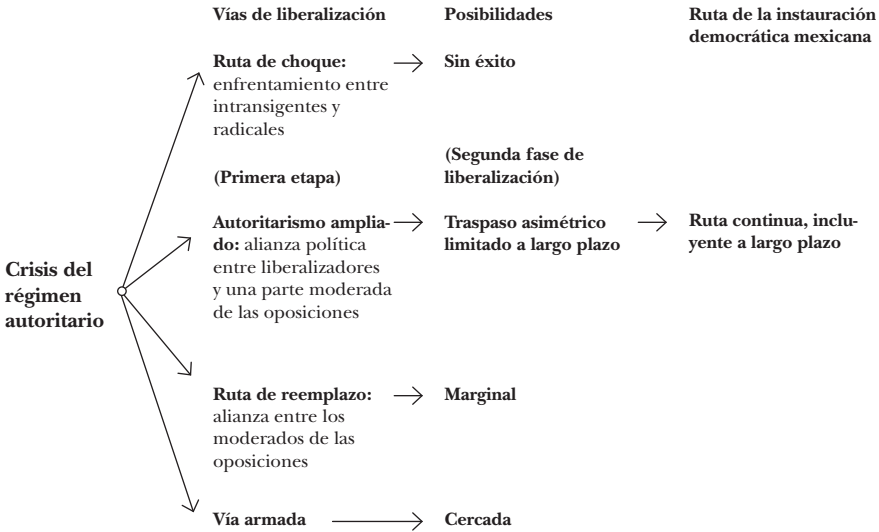 Vías de liberalización
Posibilidades
Ruta de la instauración
democrática mexicana
Ruta de choque:
enfrentamiento entre
intransigentes y
radicales
Sin éxito
(Primera etapa)
(Segunda fase de
liberalización)
Crisis del
régimen
autoritario
Autoritarismo amplia-
do: alianza política
entre liberalizadores
y una parte moderada
de las oposiciones
Traspaso asimétrico
limitado a largo plazo
Ruta continua, inclu-
yente a largo plazo
Ruta de reemplazo:
alianza entre los
moderados de las
oposiciones
Marginal
Vía armada
Cercada